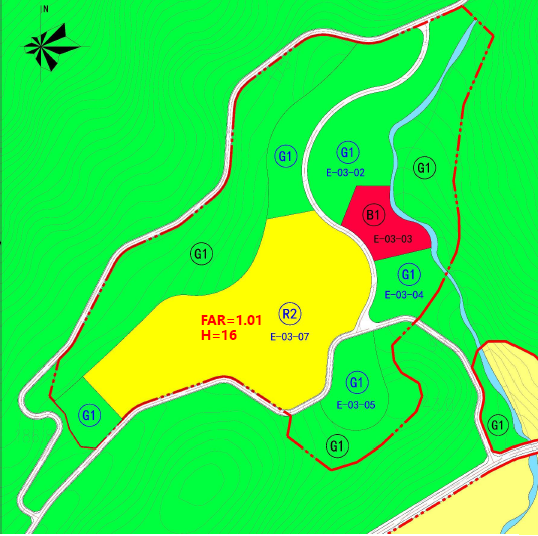 N
G1
G1
E-03-02
G1
B1
E-03-03
G1
G1
E-03-04
R2
FAR=1.01
H=16
E-03-07
G1
E-03-05
G1
G1
G1